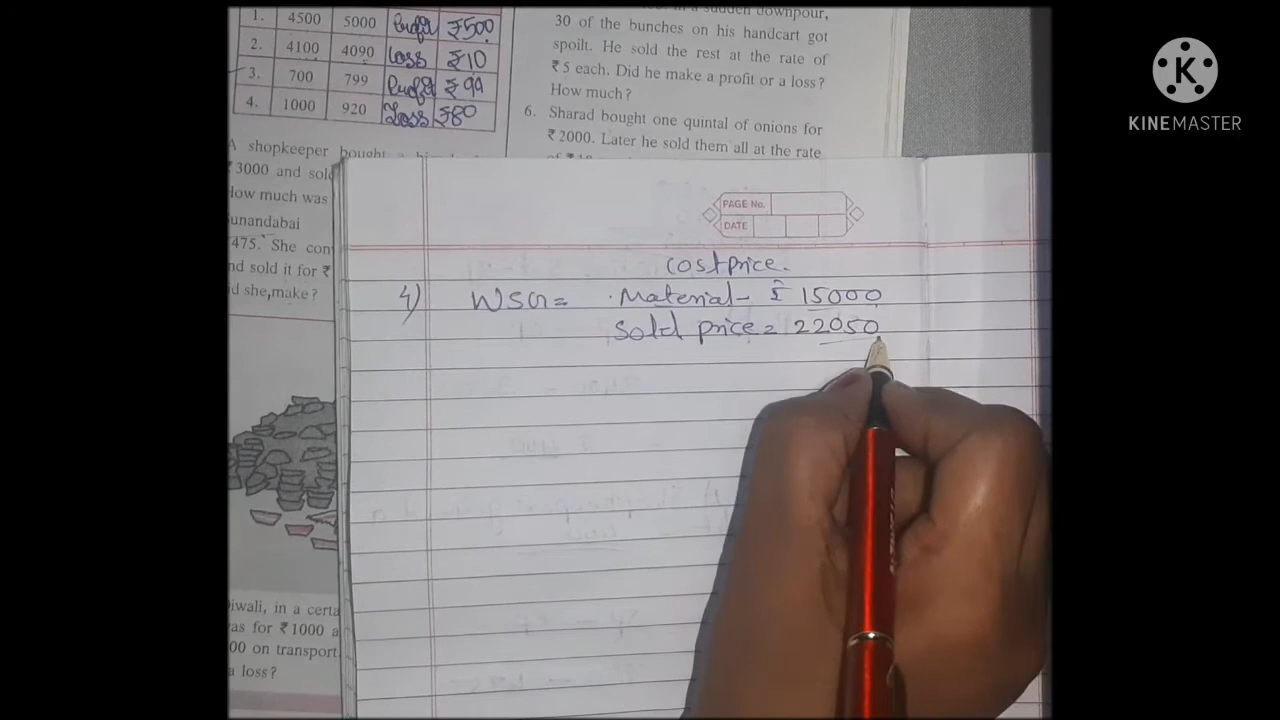 1. 4500 5000 Profit ₹500
2. 4100 4090 Loss ₹10
3. 700 799 Profit ₹99
4. 1000 920 Loss ₹80
A shopkeeper bought a
₹3000 and sold
How much was
unandabai
475. She con
nd sold it for ₹
d she, make?
Diwali, in a certa
as for ₹1000 a
00 on transport.
a loss?
sudden downpour,
30 of the bunches on his handcart got
spoilt. He sold the rest at the rate of
₹5 each. Did he make a profit or a loss?
How much?
6. Sharad bought one quintal of onions for
₹2000. Later he sold them all at the rate
PAGE No.
DATE
cost price.
4) Material - ₹ 15000
Sold price = 22050
K
KINEMASTER